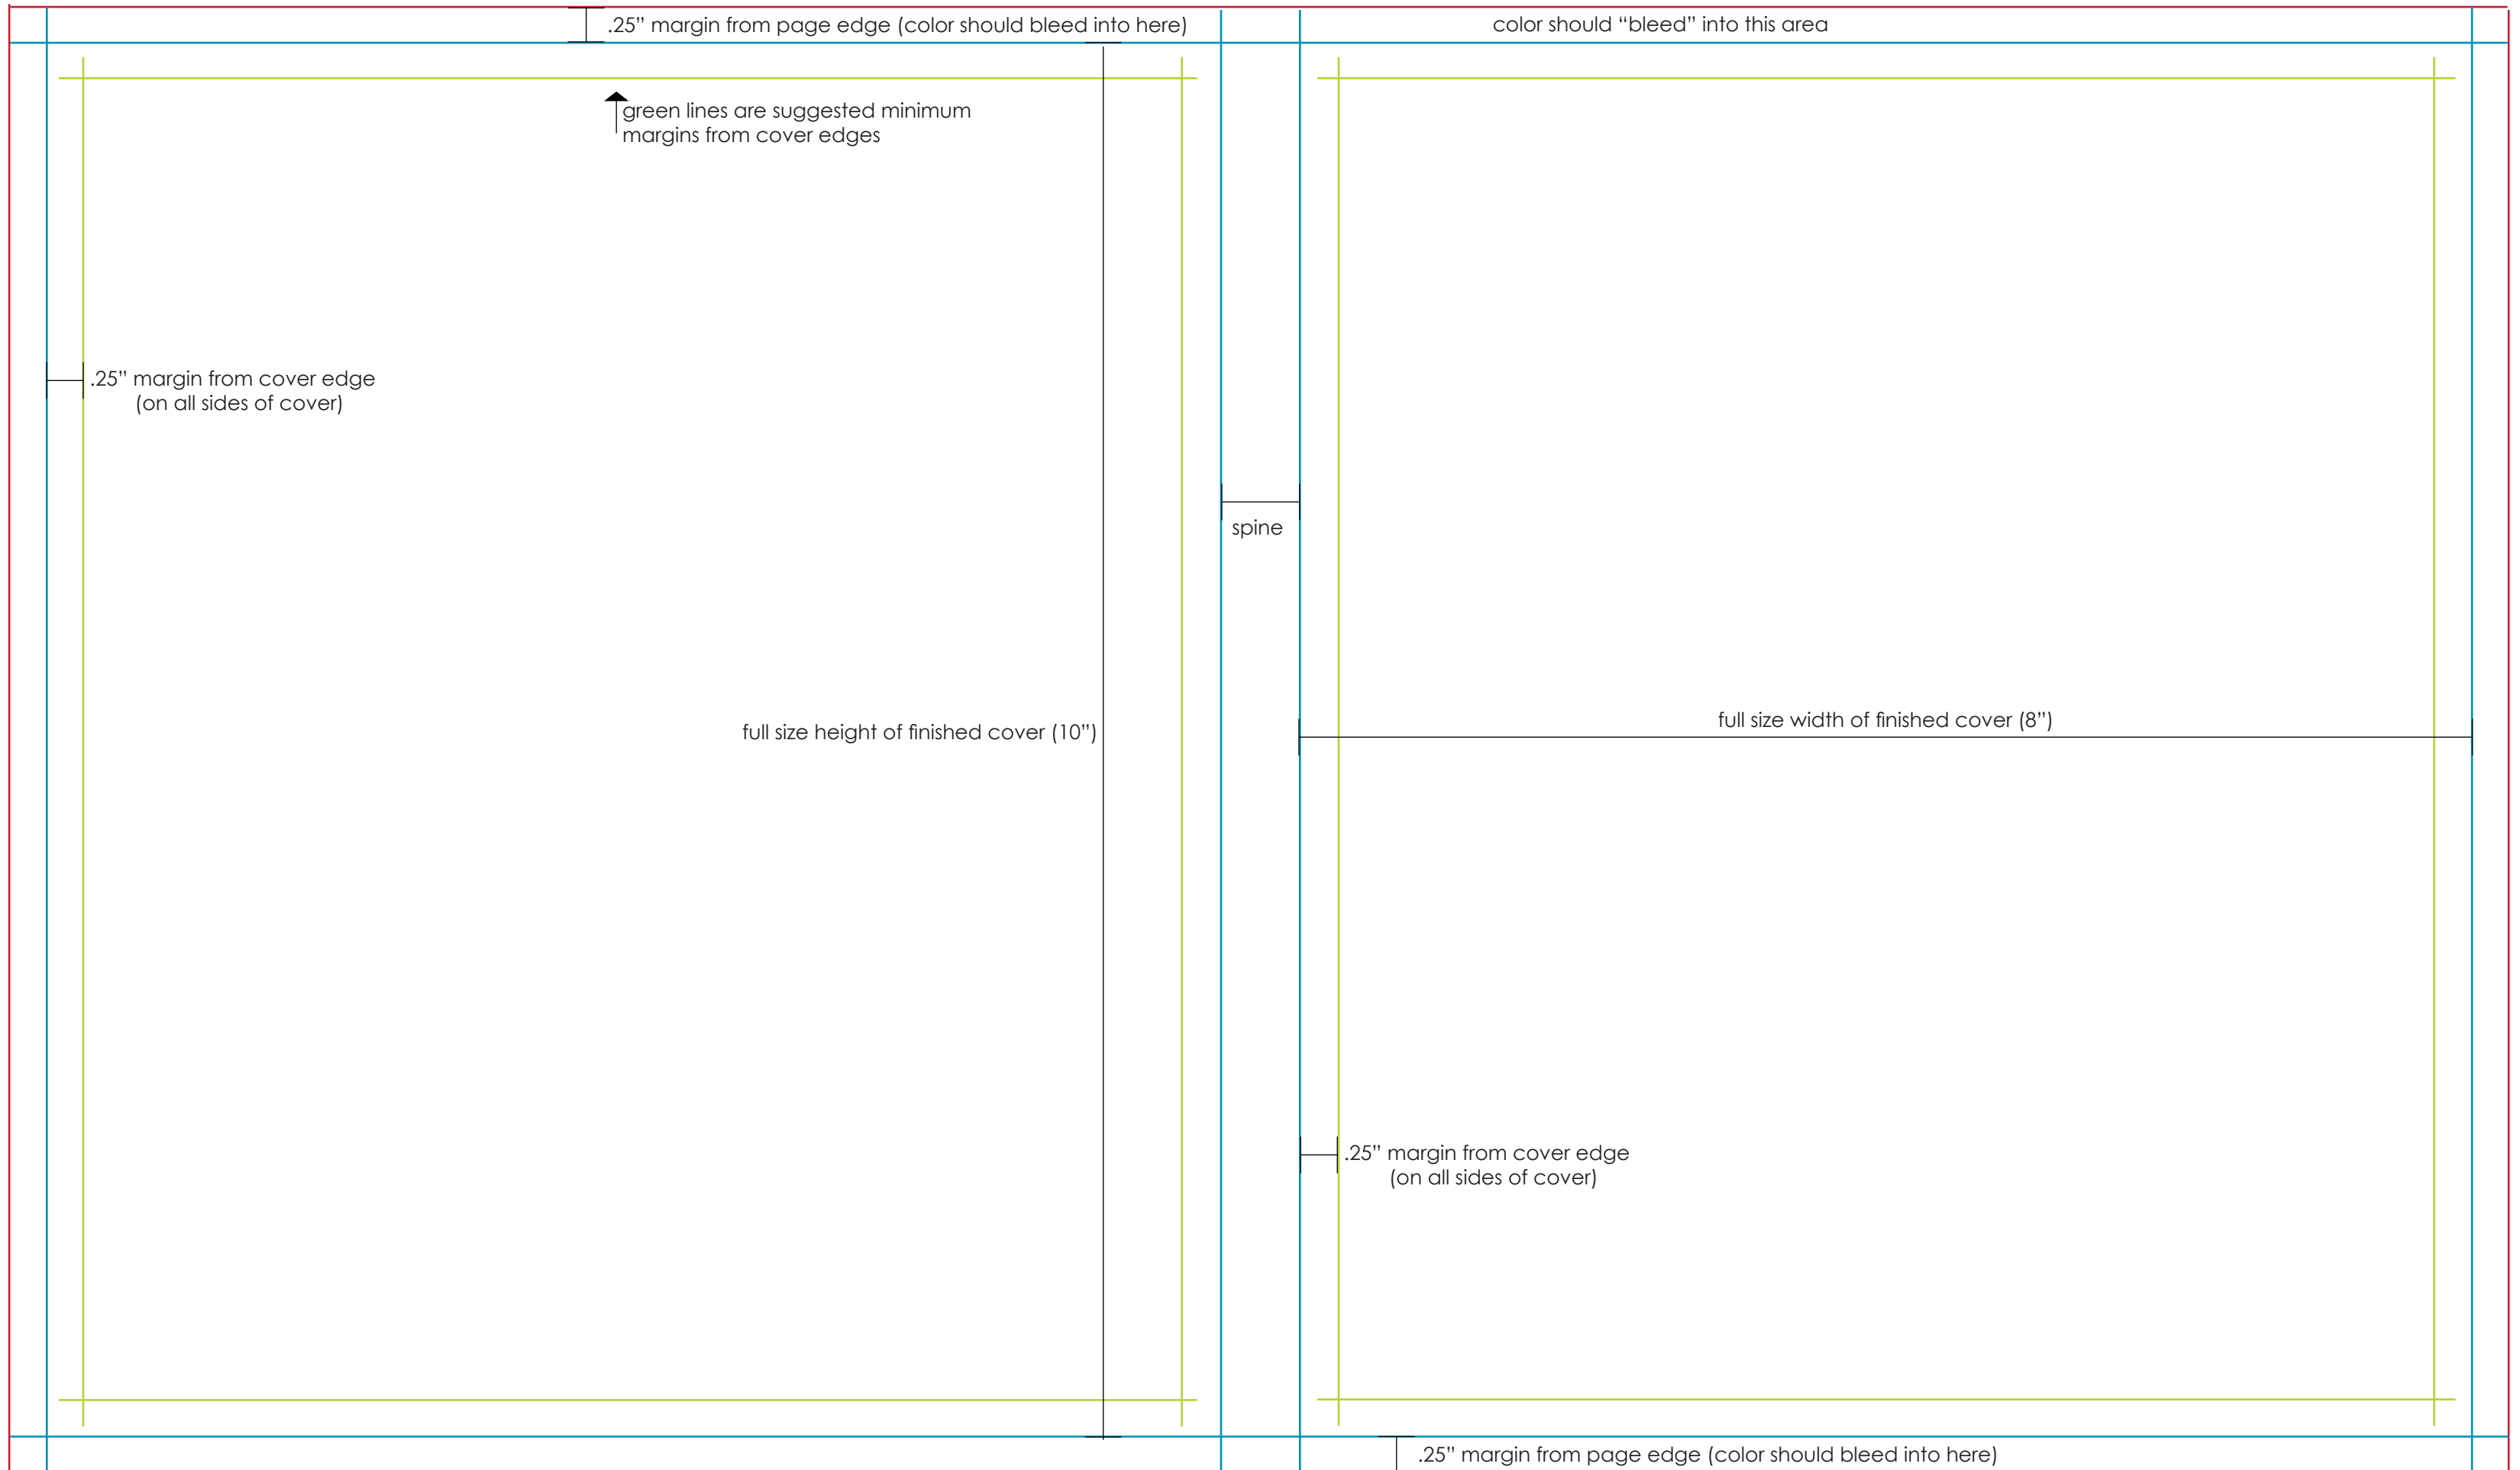 .25” margin from page edge (color should bleed into here)
color should “bleed” into this area
green lines are suggested minimum
margins from cover edges
.25” margin from cover edge
(on all sides of cover)
spine
full size height of finished cover (10”)
full size width of finished cover (8”)
.25” margin from cover edge
(on all sides of cover)
.25” margin from page edge (color should bleed into here)